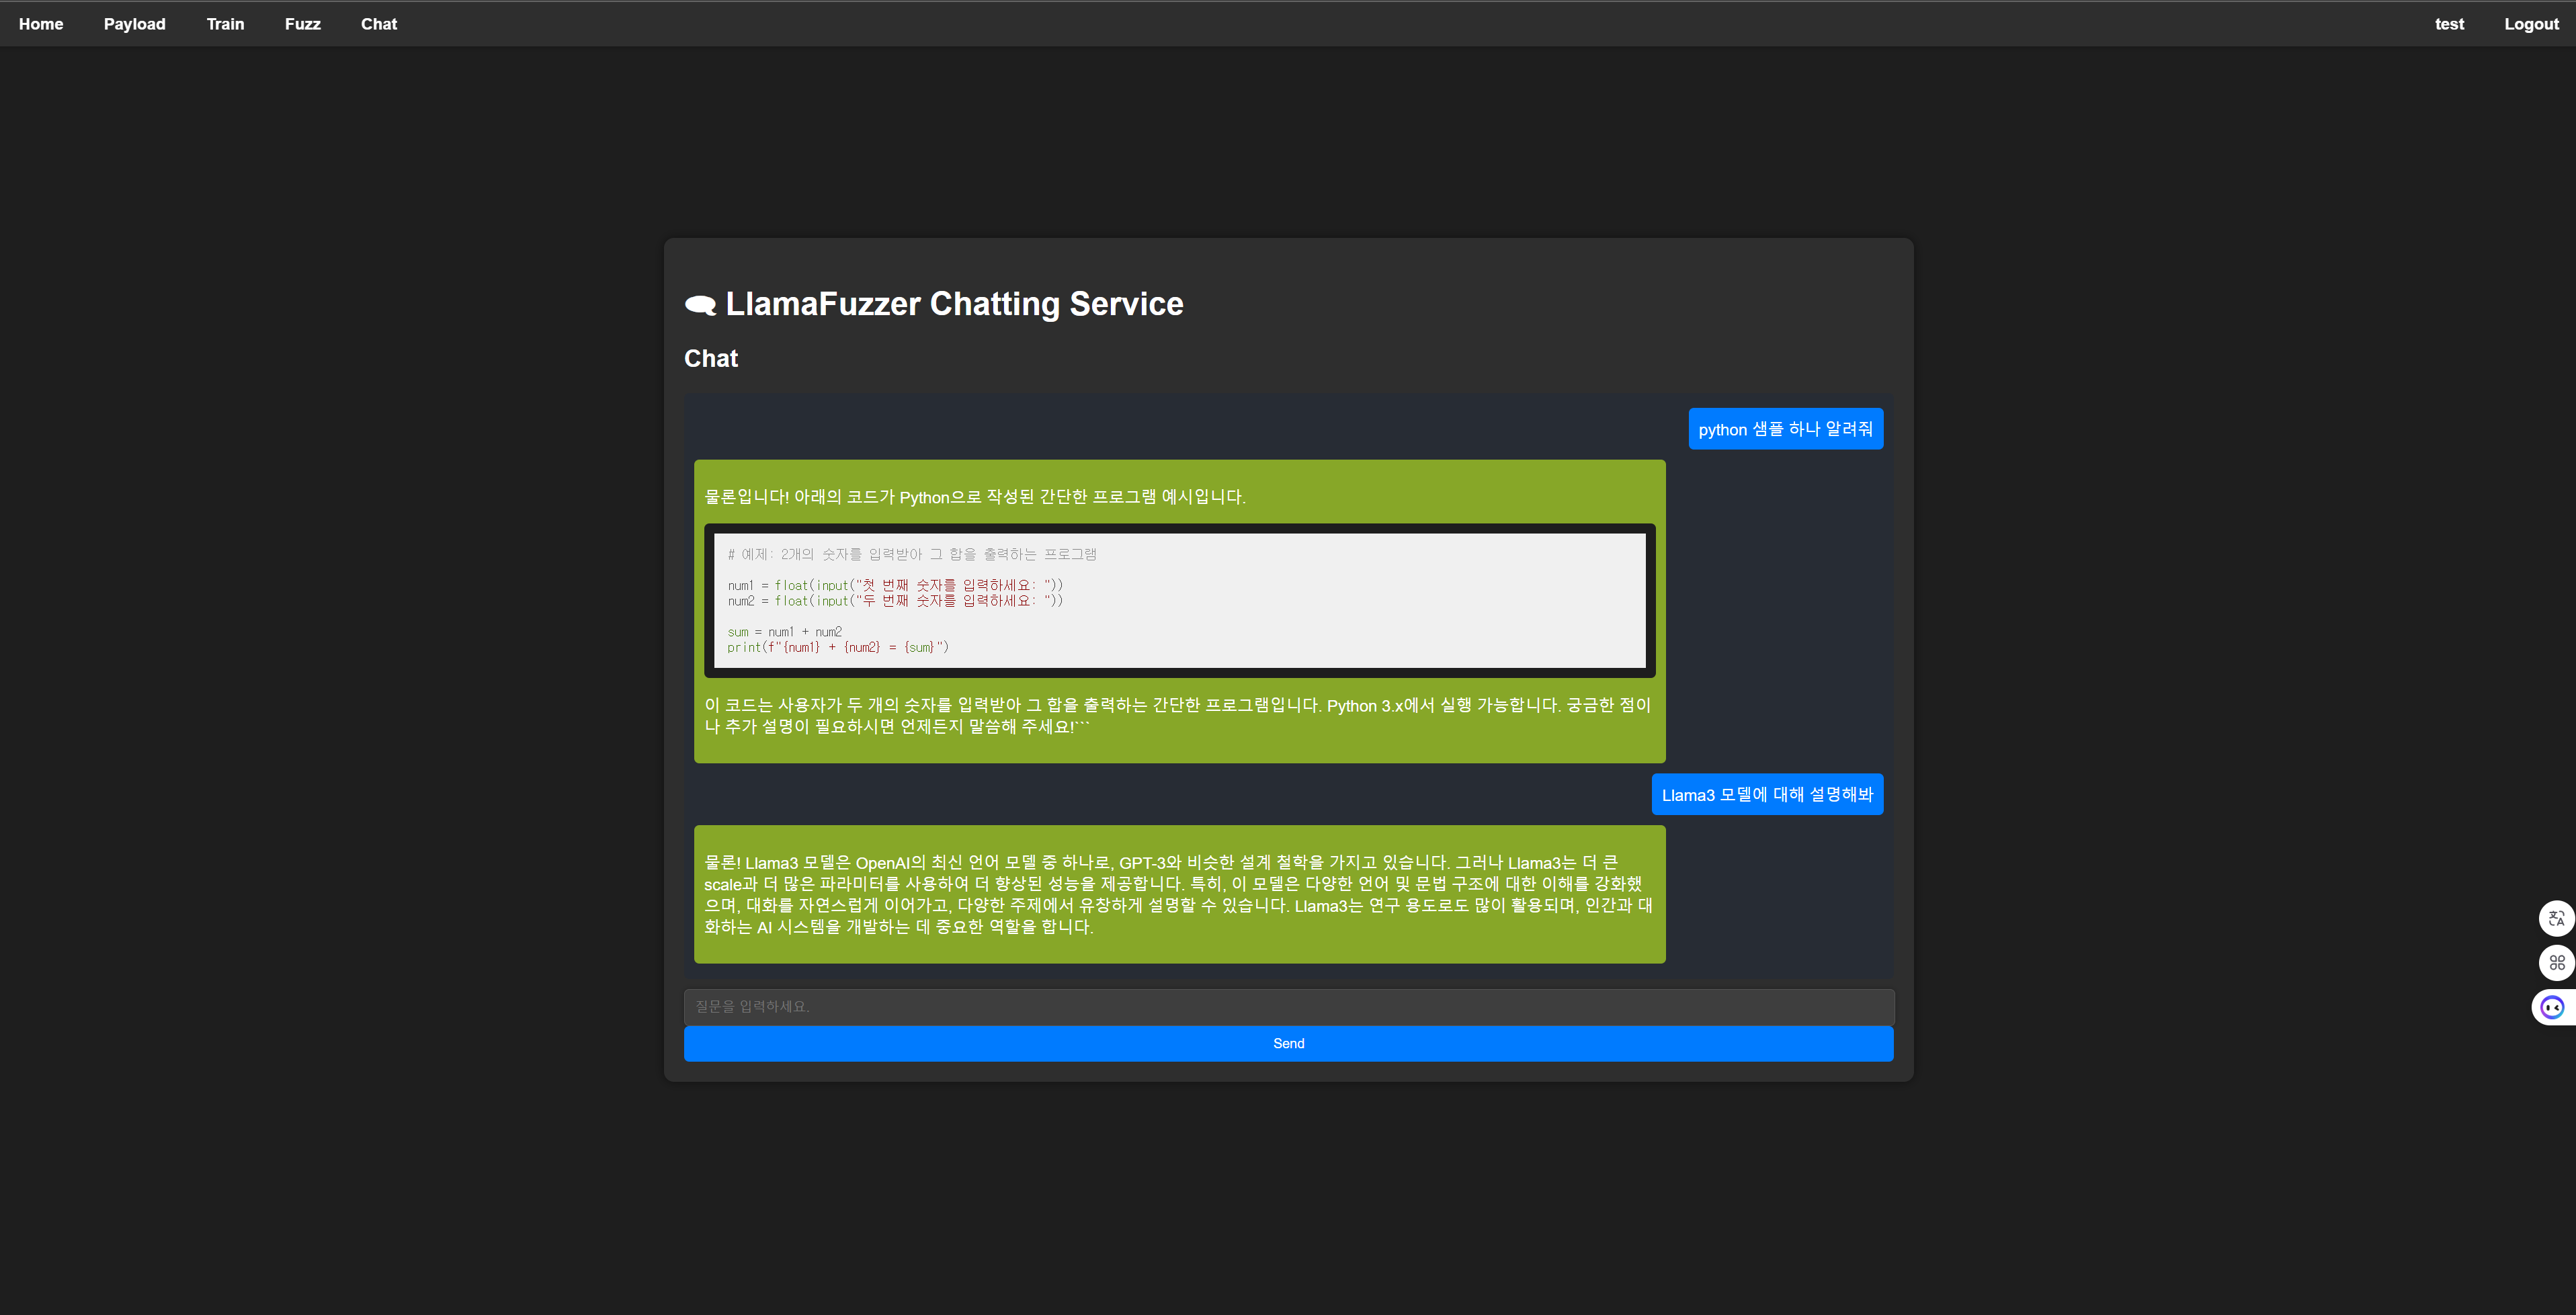 Home Payload Train Fuzz Chat test Logout
LlamaFuzzer Chatting Service
Chat
python 샘플 하나 알려줘
물론입니다! 아래의 코드가 Python으로 작성된 간단한 프로그램 예시입니다.
# 예제: 2개의 숫자를 입력받아 그 합을 출력하는 프로그램
num1 = float(input("첫 번째 숫자를 입력하세요: "))
num2 = float(input("두 번째 숫자를 입력하세요: "))
sum = num1 + num2
print(f"{num1} + {num2} = {sum}")
이 코드는 사용자가 두 개의 숫자를 입력받아 그 합을 출력하는 간단한 프로그램입니다. Python 3.x에서 실행 가능합니다. 궁금한 점이
나 추가 설명이 필요하시면 언제든지 말씀해 주세요!```
Llama3 모델에 대해 설명해봐
물론! Llama3 모델은 OpenAI의 최신 언어 모델 중 하나로, GPT-3와 비슷한 설계 철학을 가지고 있습니다. 그러나 Llama3는 더 큰
scale과 더 많은 파라미터를 사용하여 더 향상된 성능을 제공합니다. 특히, 이 모델은 다양한 언어 및 문법 구조에 대한 이해를 강화했
으며, 대화를 자연스럽게 이어가고, 다양한 주제에서 유창하게 설명할 수 있습니다. Llama3는 연구 용도로도 많이 활용되며, 인간과 대
화하는 AI 시스템을 개발하는 데 중요한 역할을 합니다.
질문을 입력하세요.
Send